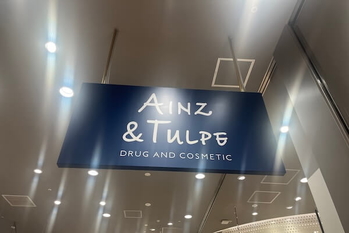 AINZ
& TULPE
DRUG AND COSMETIC